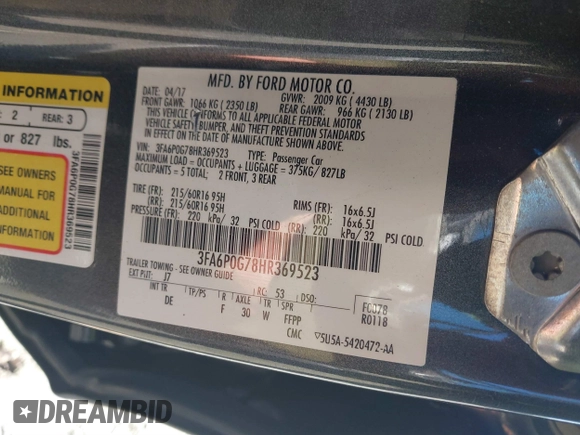 INFORMATION
2 REAR: 3
or 827 lbs.
SEE OWNERS
MANUAL FOR
ADDITIONAL
INFORMATION
3FA6P0G78HR369523
MFD. BY FORD MOTOR CO.
DATE: 04/17 GVWR: 2009 KG ( 4430 LB)
FRONT GAWR: 1066 KG ( 2350 LB) REAR GAWR: 966 KG ( 2130 LB)
THIS VEHICLE CONFORMS TO ALL APPLICABLE FEDERAL MOTOR
VEHICLE SAFETY, BUMPER, AND THEFT PREVENTION STANDARDS
IN EFFECT ON THE DATE OF MANUFACTURE SHOWN ABOVE.
VIN: 3FA6P0G78HR369523 TYPE: Passenger Car
MAXIMUM LOAD = OCCUPANTS + LUGGAGE = 375KG/ 827LB
OCCUPANTS = 5 TOTAL: 2 FRONT, 3 REAR
TIRE (FR): 215/60R16 95H RIMS (FR): 16x6.5J
(RR): 215/60R16 95H (RR): 16x6.5J
PRESSURE (FR): 220 kPa/ 32 PSI COLD (RR): 220 kPa/ 32 PSI COLD
3FA6P0G78HR369523
TRAILER TOWING - SEE OWNER GUIDE
EXT PNT: J7 RC: 53 DSO:
INT TR TP/PS R AXLE TR SPR FC078
DE F 30 W FFPP R0118
CMC 5U5A-5420472-AA
DREAMBID